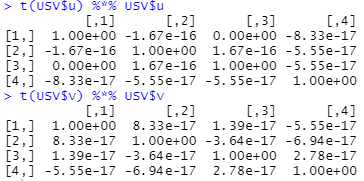 > t(USV$u) %*% USV$u
[,1] [,2] [,3] [,4]
[1,] 1.00e+00 -1.67e-16 0.00e+00 -8.33e-17
[2,] -1.67e-16 1.00e+00 1.67e-16 -5.55e-17
[3,] 0.00e+00 1.67e-16 1.00e+00 -5.55e-17
[4,] -8.33e-17 -5.55e-17 -5.55e-17 1.00e+00
> t(USV$v) %*% USV$v
[,1] [,2] [,3] [,4]
[1,] 1.00e+00 8.33e-17 1.39e-17 -5.55e-17
[2,] 8.33e-17 1.00e+00 -3.64e-17 -6.94e-17
[3,] 1.39e-17 -3.64e-17 1.00e+00 2.78e-17
[4,] -5.55e-17 -6.94e-17 2.78e-17 1.00e+00